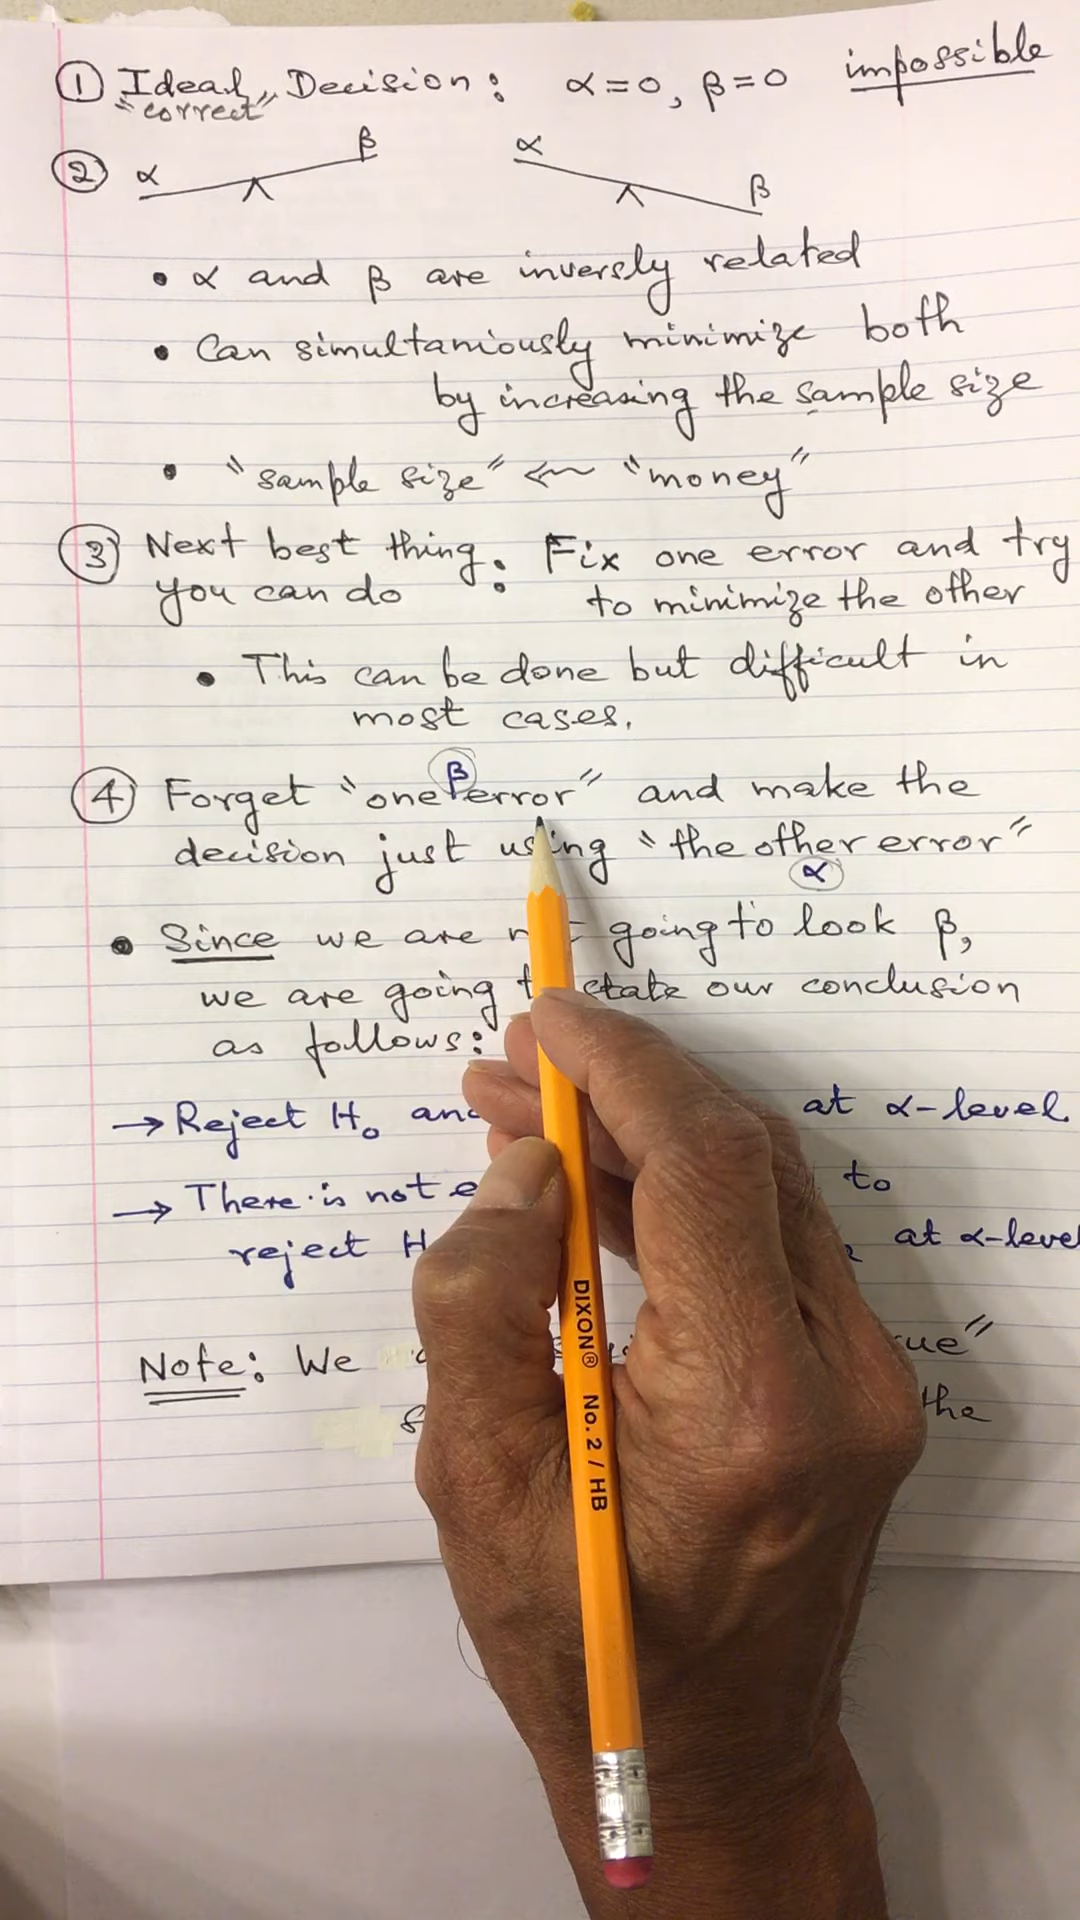 ① Ideal Decision: α=0, β=0 impossible
"correct"
② α β α β
• α and β are inversly related
• Can simultaniously minimize both
by increasing the sample size
• "sample size" ← "money"
③ Next best thing: Fix one error and try
you can do to minimize the other
• This can be done but difficult in
most cases.
β
④ Forget "one error" and make the
decision just using "the other error"
α
• Since we are going to look β,
we are going state our conclusion
as follows:
→ Reject H₀ at α-level
→ There is not to
reject at α-level
Note: We
the
DIXON® No. 2 / HB